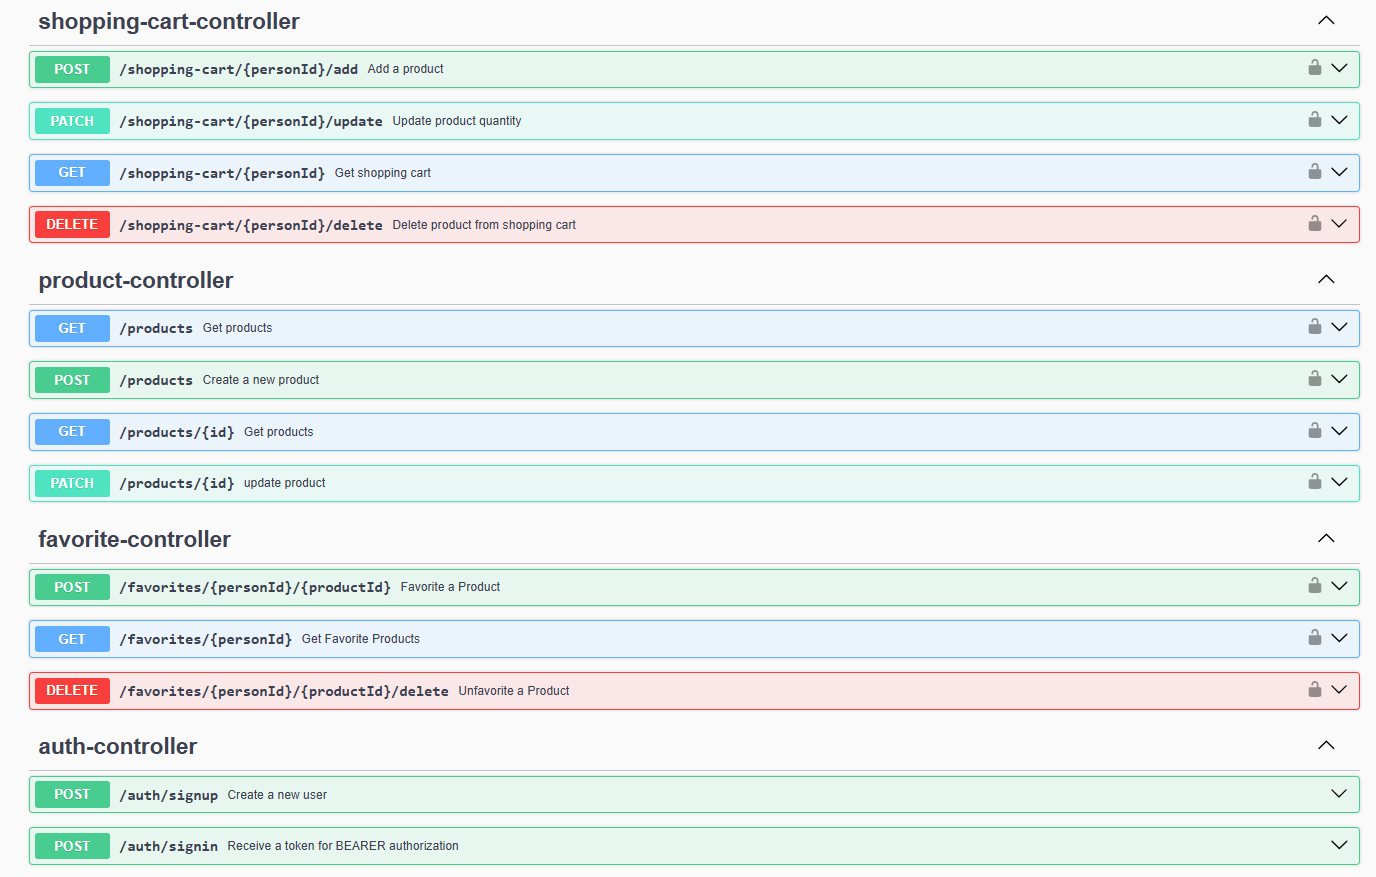 shopping-cart-controller
POST /shopping-cart/{personId}/add Add a product
PATCH /shopping-cart/{personId}/update Update product quantity
GET /shopping-cart/{personId} Get shopping cart
DELETE /shopping-cart/{personId}/delete Delete product from shopping cart
product-controller
GET /products Get products
POST /products Create a new product
GET /products/{id} Get products
PATCH /products/{id} update product
favorite-controller
POST /favorites/{personId}/{productId} Favorite a Product
GET /favorites/{personId} Get Favorite Products
DELETE /favorites/{personId}/{productId}/delete Unfavorite a Product
auth-controller
POST /auth/signup Create a new user
POST /auth/signin Receive a token for BEARER authorization